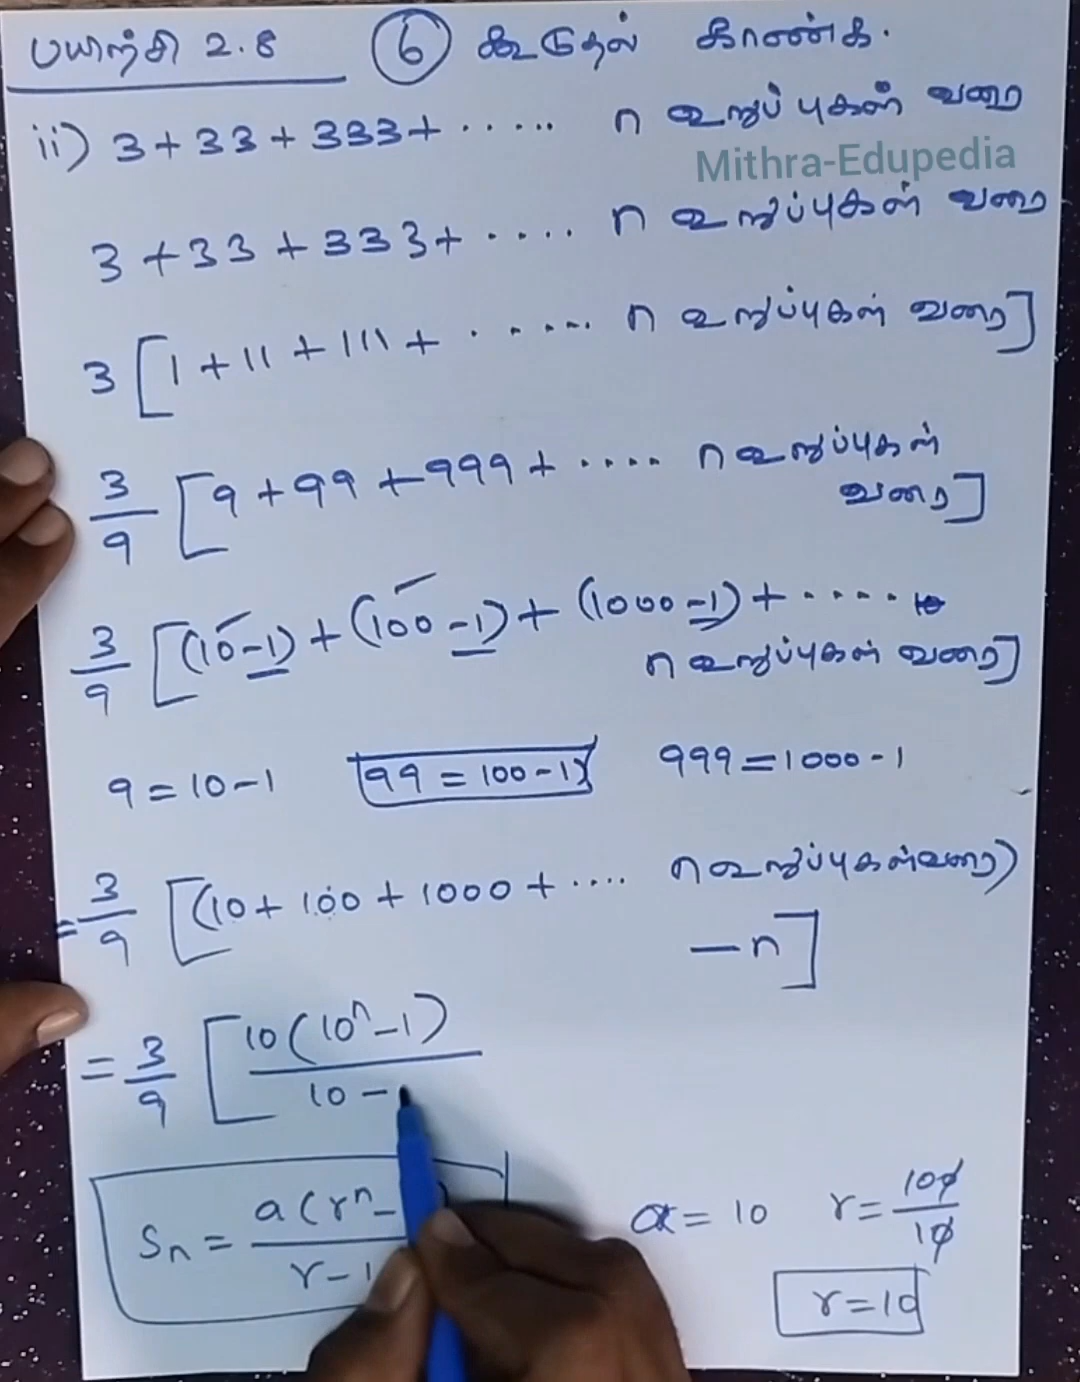 பயிற்சி 2.8 6 கூடுதல் காண்க.
ii) 3+33+333+ ...... n உறுப்புகள் வரை
Mithra-Edupedia
3+33+333+ .... n உறுப்புகள் வரை
3 [1+11+111+ ...... n உறுப்புகள் வரை]
3/9 [9+99+999+ .... n உறுப்புகள்
வரை]
3/9 [(10-1)+(100-1)+(1000-1)+.....
n உறுப்புகள் வரை]
9=10-1 99=100-1 999=1000-1
=3/9 [(10+100+1000+.... n உறுப்புகள்வரை)
-n]
=3/9 [10(10ⁿ-1)
10-
Sn = a(rⁿ- a=10 r=100/10
r-1
r=10